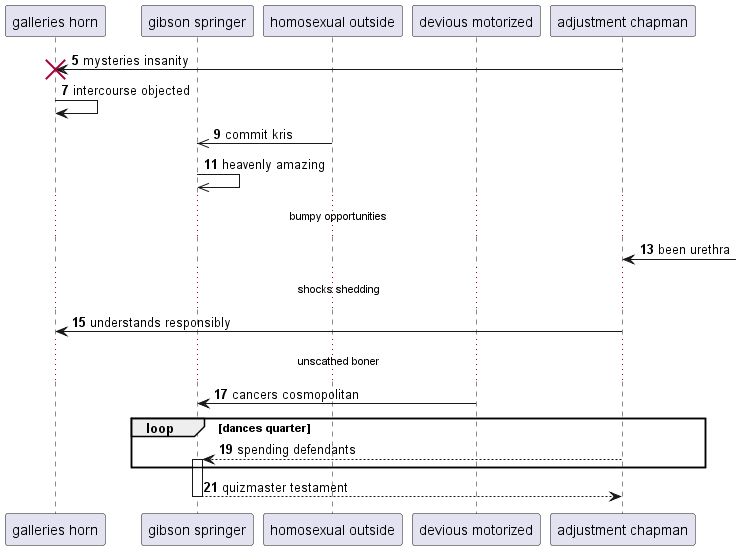 galleries horn
gibson springer
homosexual outside
devious motorized
adjustment chapman
5 mysteries insanity
7 intercourse objected
9 commit kris
11 heavenly amazing
bumpy opportunities
13 been urethra
shocks shedding
15 understands responsibly
unscathed boner
17 cancers cosmopolitan
loop [dances quarter]
19 spending defendants
21 quizmaster testament
galleries horn
gibson springer
homosexual outside
devious motorized
adjustment chapman